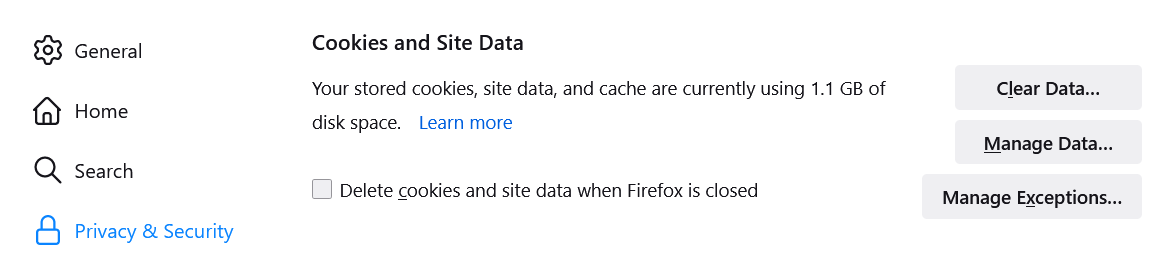 General
Home
Search
Privacy & Security
Cookies and Site Data
Your stored cookies, site data, and cache are currently using 1.1 GB of
disk space. Learn more
Delete cookies and site data when Firefox is closed
Clear Data...
Manage Data...
Manage Exceptions...